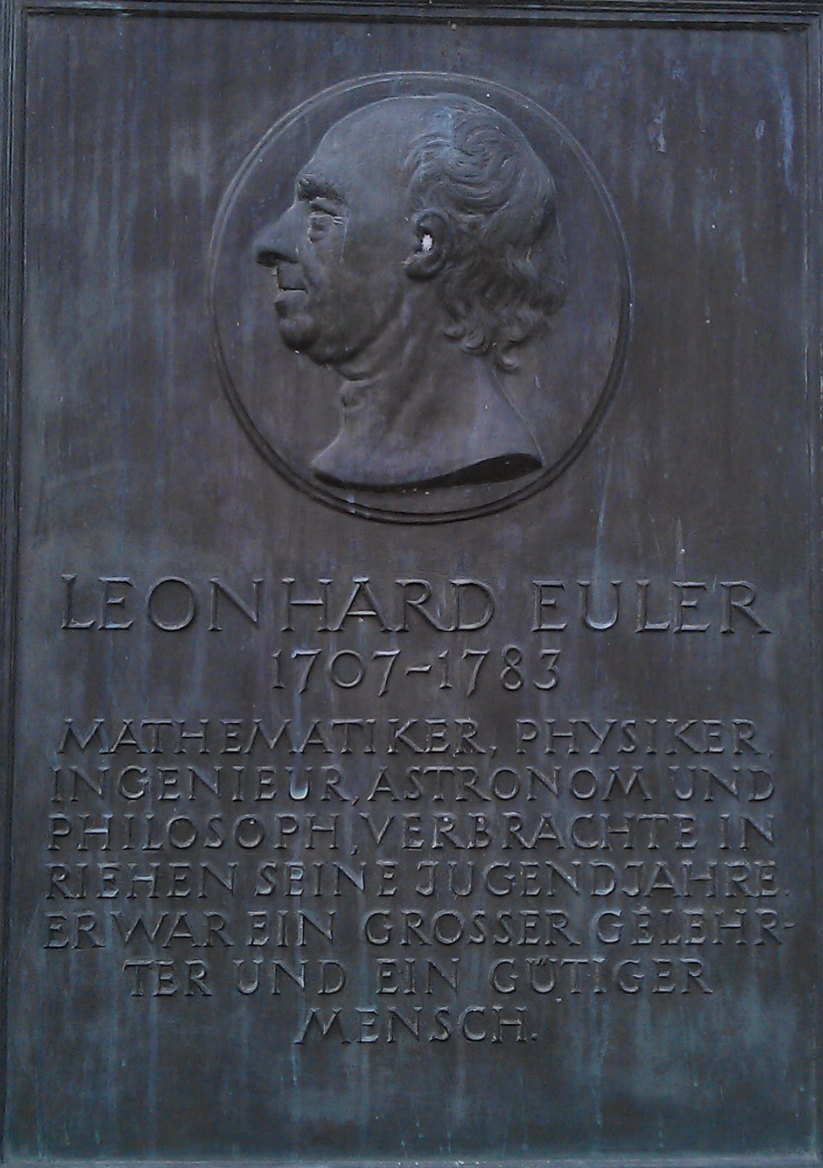 LEONHARD EULER
1707–1783
MATHEMATIKER, PHYSIKER,
INGENIEUR, ASTRONOM UND
PHILOSOPH, VERBRACHTE IN
RIEHEN SEINE JUGENDJAHRE.
ER WAR EIN GROSSER GELEHR-
TER UND EIN GÜTIGER
MENSCH.